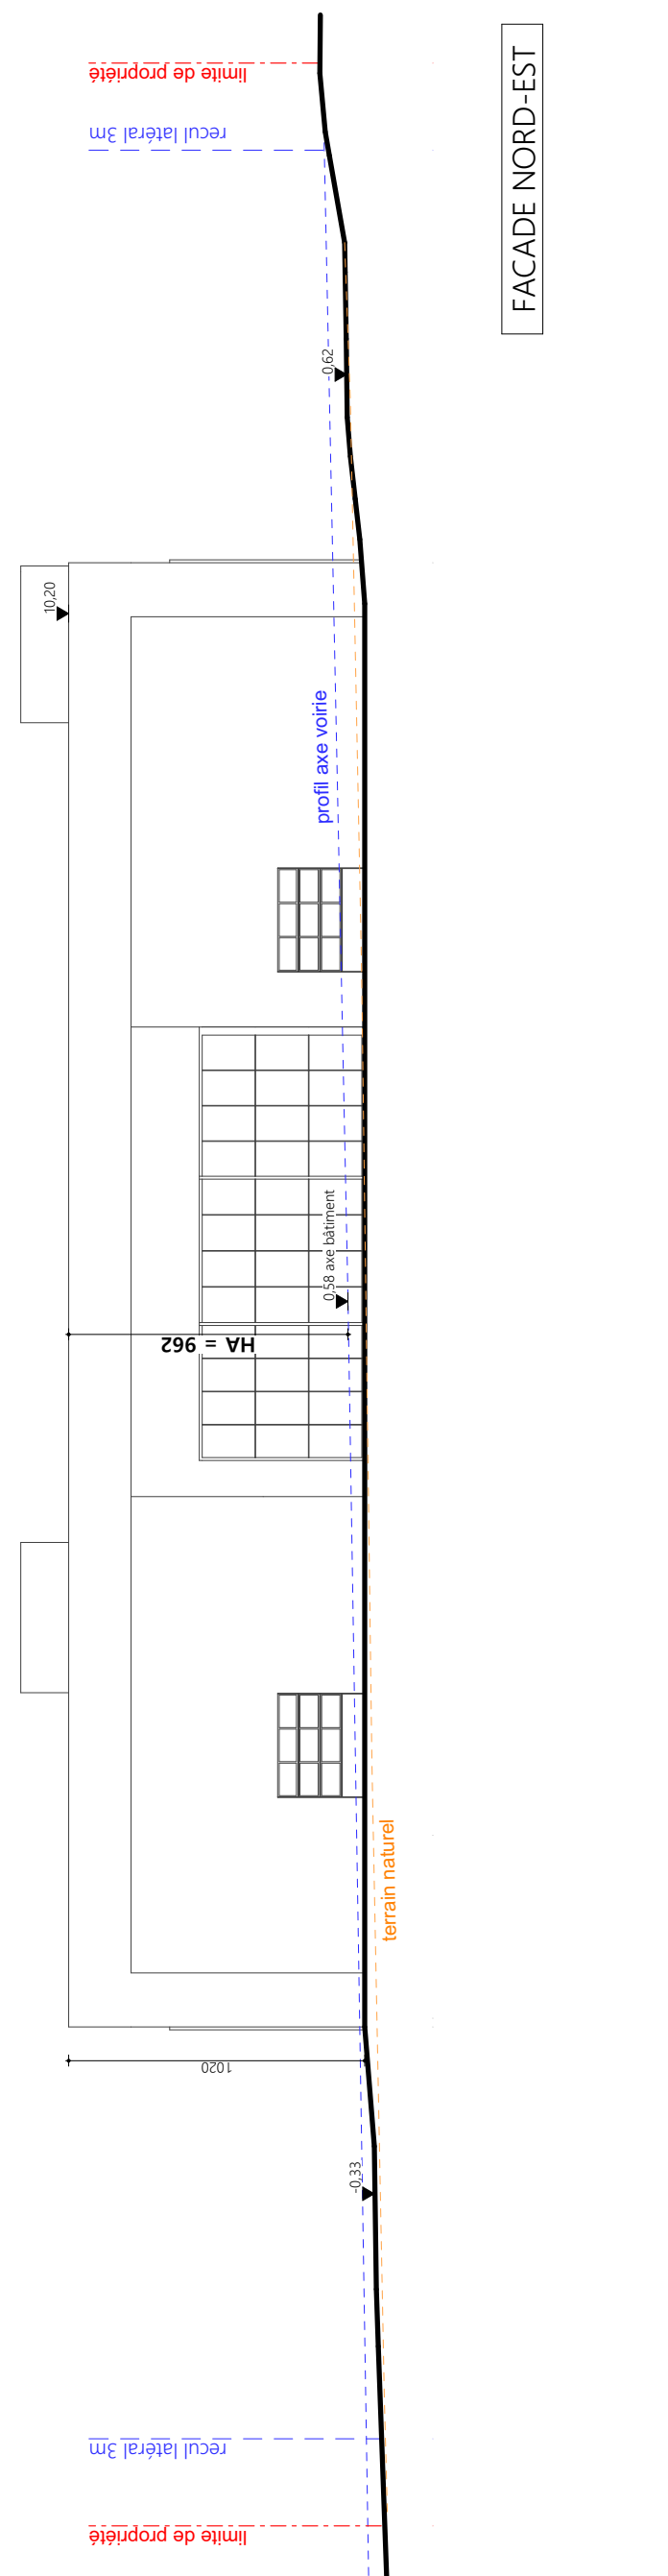 limite de propriété
recul latéral 3m
FACADE NORD-EST
-0,62
10,20
profil axe voirie
0,58 axe bâtiment
HA = 962
terrain naturel
1020
-0,33
recul latéral 3m
limite de propriété